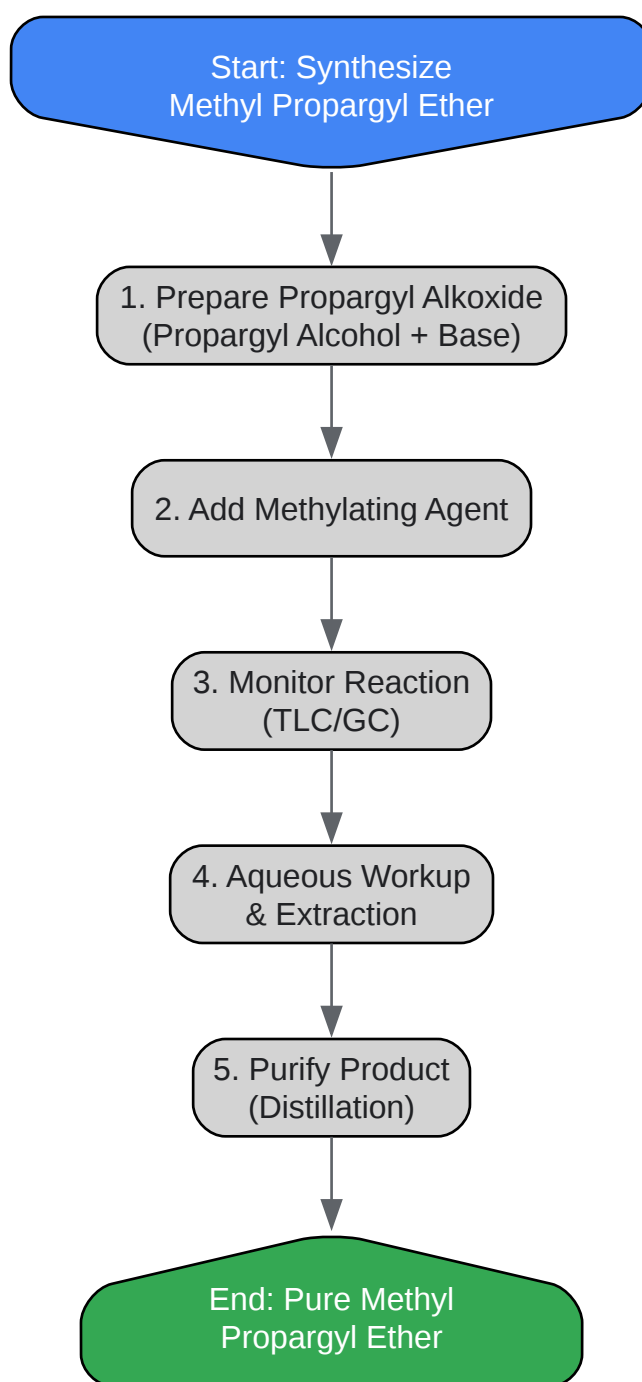 Start: Synthesize
Methyl Propargyl Ether
1. Prepare Propargyl Alkoxide
(Propargyl Alcohol + Base)
2. Add Methylating Agent
3. Monitor Reaction
(TLC/GC)
4. Aqueous Workup
& Extraction
5. Purify Product
(Distillation)
End: Pure Methyl
Propargyl Ether